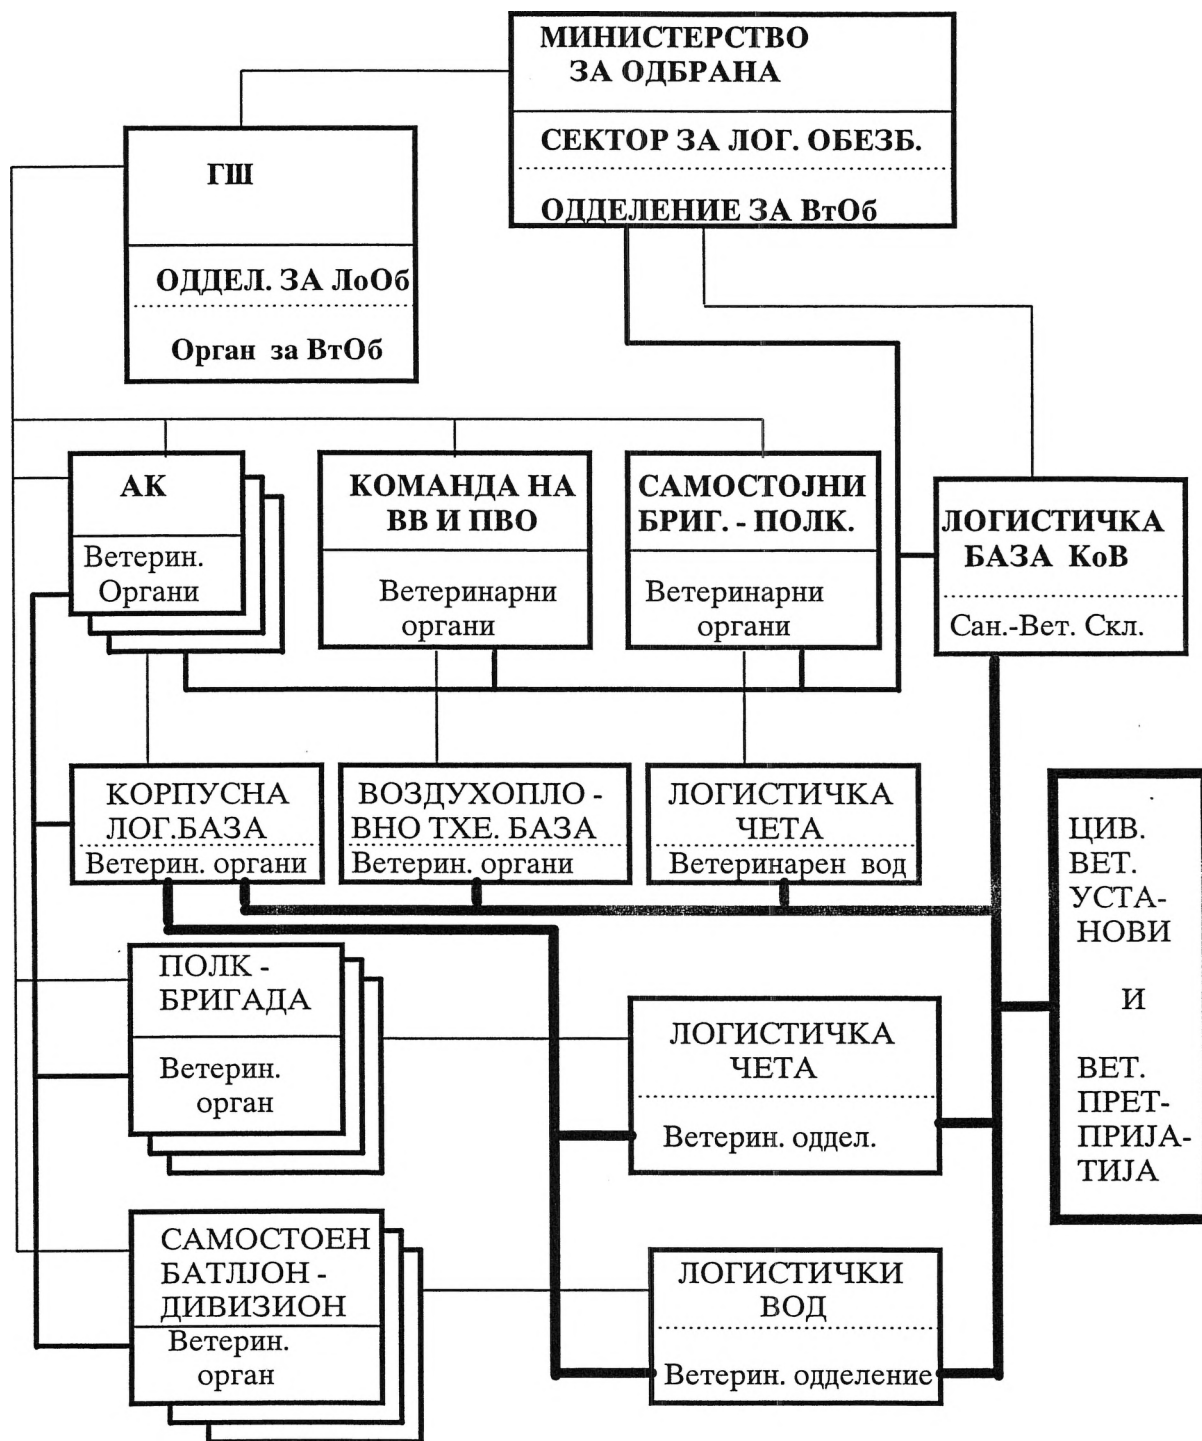 МИНИСТЕРСТВО
ЗА ОДБРАНА
СЕКТОР ЗА ЛОГ. ОБЕЗБ.
ОДДЕЛЕНИЕ ЗА ВтОб
ГШ
ОДДЕЛ. ЗА ЛоОб
Орган за ВтОб
АК
Ветерин.
Органи
КОМАНДА НА
ВВ И ПВО
Ветеринарни
органи
САМОСТОЈНИ
БРИГ. - ПОЛК.
Ветеринарни
органи
ЛОГИСТИЧКА
БАЗА КоВ
Сан.-Вет. Скл.
КОРПУСНА
ЛОГ.БАЗА
Ветерин. органи
ВОЗДУХОПЛО -
ВНО ТХЕ. БАЗА
Ветерин. органи
ЛОГИСТИЧКА
ЧЕТА
Ветеринарен вод
ЦИВ.
ВЕТ.
УСТА-
НОВИ
И
ВЕТ.
ПРЕТ-
ПРИЈА-
ТИЈА
ПОЛК -
БРИГАДА
Ветерин.
орган
ЛОГИСТИЧКА
ЧЕТА
Ветерин. оддел.
САМОСТОЕН
БАТЛЈОН -
ДИВИЗИОН
Ветерин.
орган
ЛОГИСТИЧКИ
ВОД
Ветерин. одделение